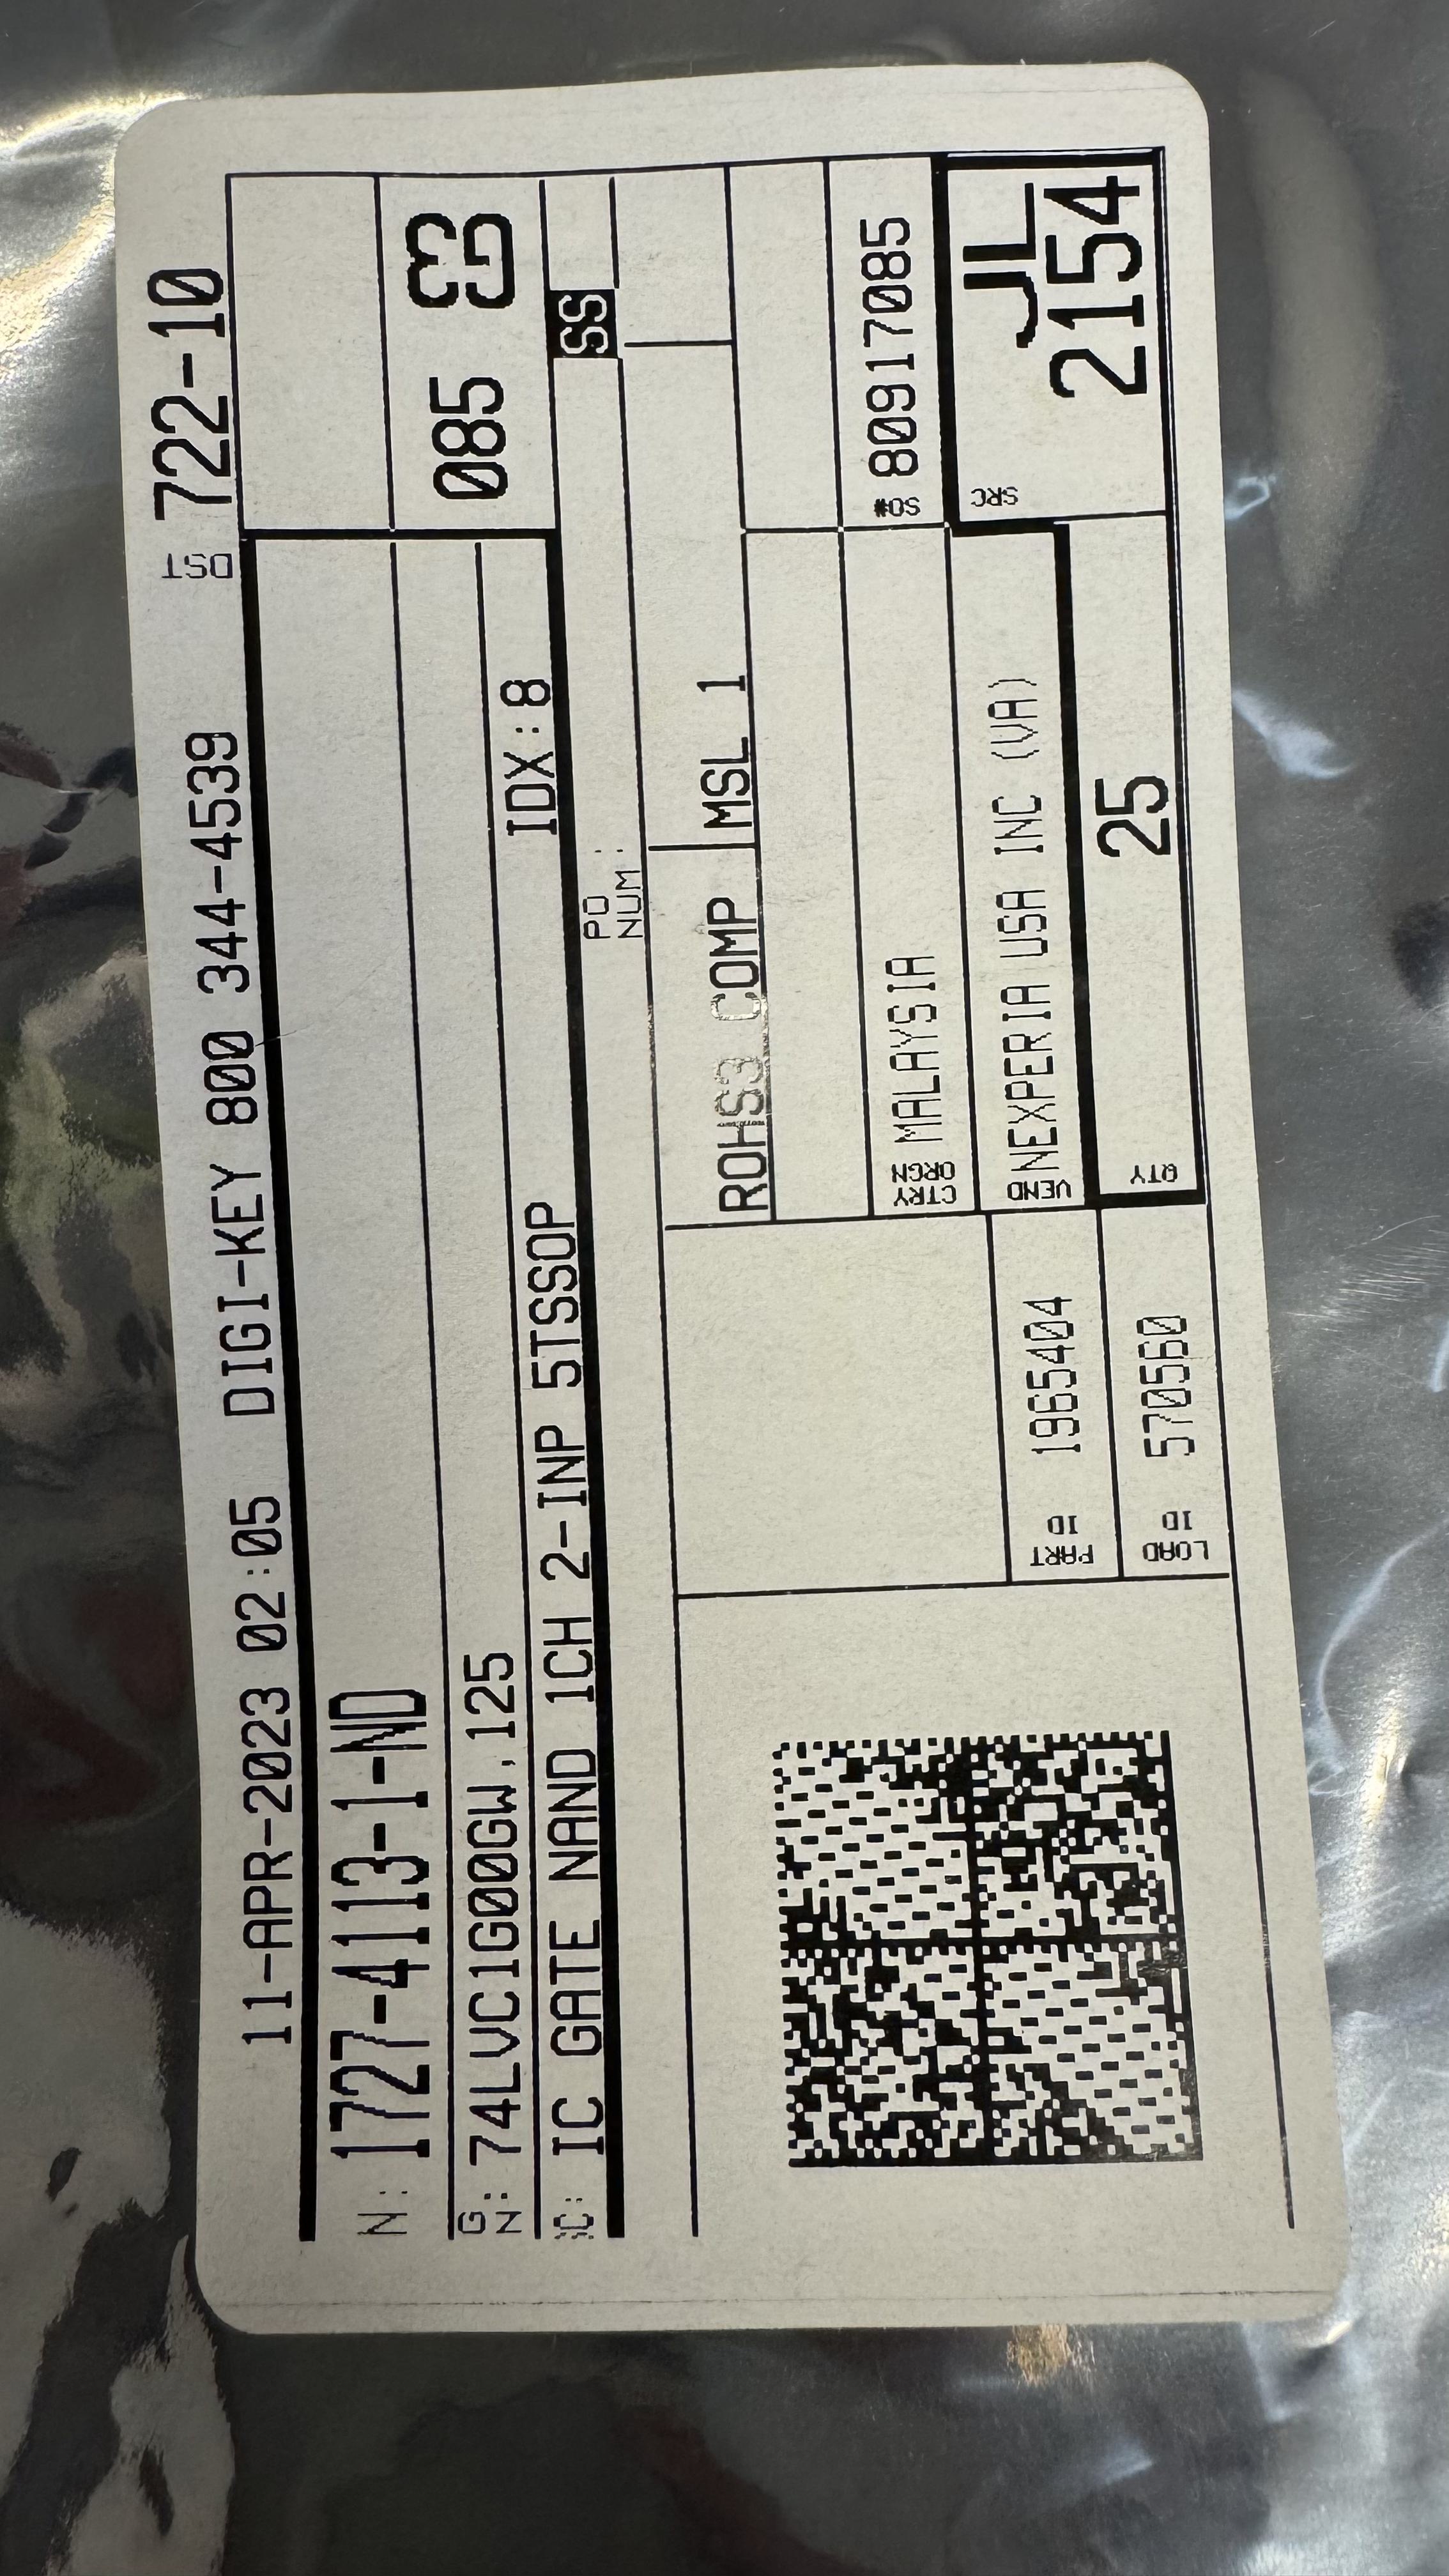 11-APR-2023 02:05 DIGI-KEY 800 344-4539 DST 722-10
N: 1727-4113-1-ND
085
G
N: 74LVC1G00GW,125
IC GATE NAND 1CH 2-INP 5TSSOP IDX:8
PO
NUM: SS
ROHS3 COMP MSL 1
CTRY
ORGN MALAYSIA SO# 80917085
PART
ID 1965404 VEND NEXPERIA USA INC (VA) SRC JL
2154
LOAD
ID 570560 QTY 25